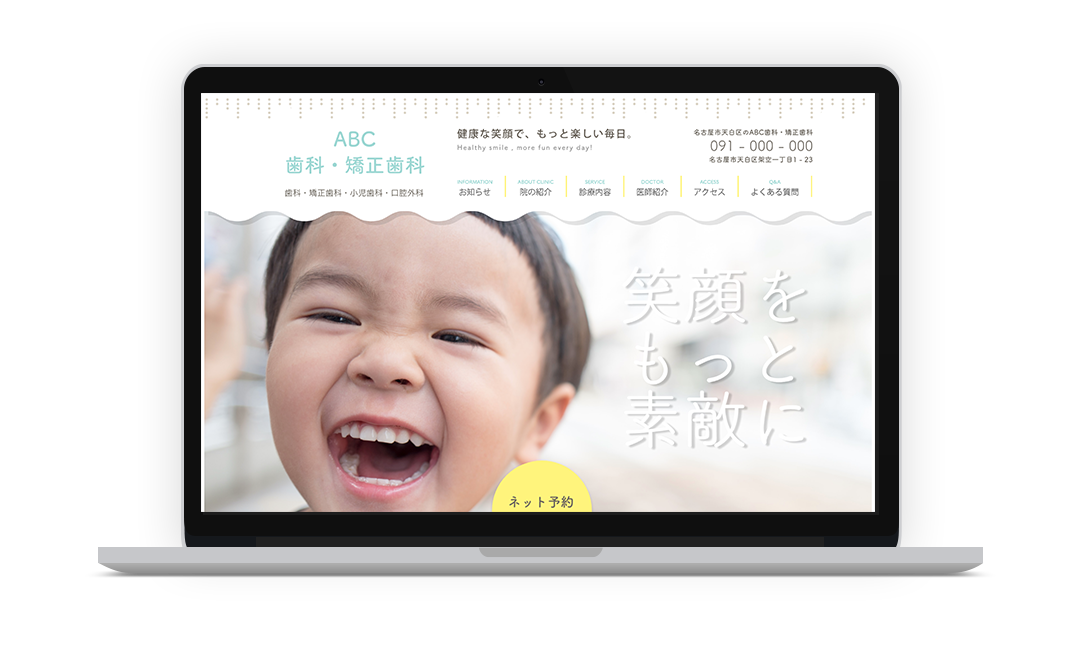 ABC
歯科・矯正歯科
歯科・矯正歯科・小児歯科・口腔外科
健康な笑顔で、もっと楽しい毎日。
Healthy smile , more fun every day!
名古屋市天白区のABC歯科・矯正歯科
091 - 000 - 000
名古屋市天白区架空一丁目1 - 23
INFORMATION
お知らせ
ABOUT CLINIC
院の紹介
SERVICE
診療内容
DOCTOR
医師紹介
ACCESS
アクセス
Q&A
よくある質問
笑顔を
もっと
素敵に
ネット予約